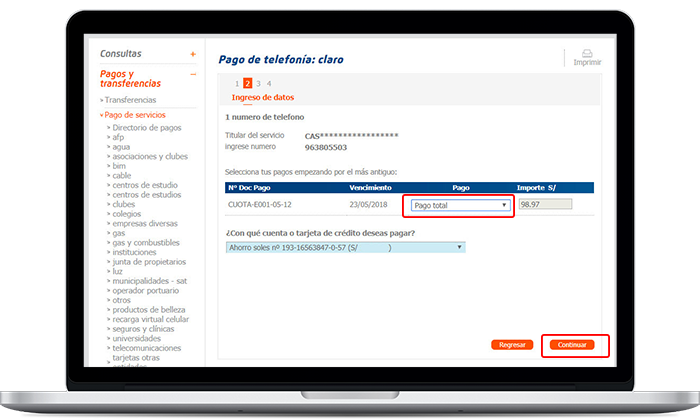 Consultas +
Pagos y
transferencias –
Transferencias
Pago de servicios
Directorio de pagos
afp
agua
asociaciones y clubes
bim
cable
centros de estudio
centros de estudios
clubes
colegios
empresas diversas
gas
gas y combustibles
instituciones
junta de propietarios
luz
municipalidades - sat
operador portuario
otros
productos de belleza
recarga virtual celular
seguros y clínicas
universidades
telecomunicaciones
tarjetas otras
entidades
Pago de telefonía: claro
Imprimir
1 2 3 4
Ingreso de datos
1 numero de telefono
Titular del servicio CAS*****************
ingrese numero 963805503
Selecciona tus pagos empezando por el más antiguo:
Nº Doc Pago Vencimiento Pago Importe S/
CUOTA-E001-05-12 23/05/2018 Pago total 98.97
¿Con qué cuenta o tarjeta de crédito deseas pagar?
Ahorro soles nº 193-16563847-0-57 (S/ )
Regresar Continuar